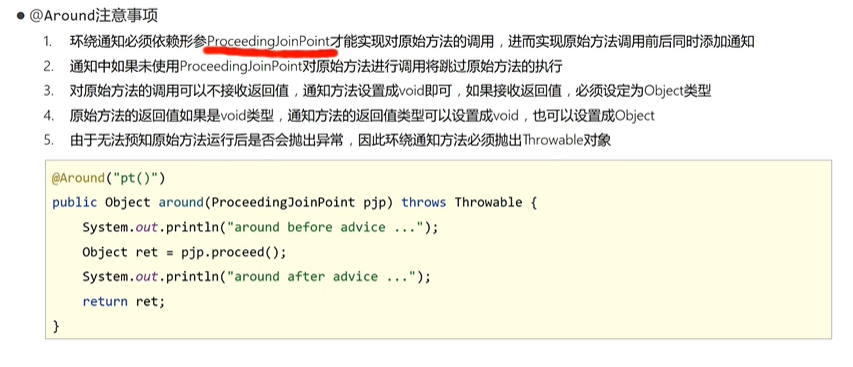 ● @Around注意事项
1. 环绕通知必须依赖形参ProceedingJoinPoint才能实现对原始方法的调用，进而实现原始方法调用前后同时添加通知
2. 通知中如果未使用ProceedingJoinPoint对原始方法进行调用将跳过原始方法的执行
3. 对原始方法的调用可以不接收返回值，通知方法设置成void即可，如果接收返回值，必须设定为Object类型
4. 原始方法的返回值如果是void类型，通知方法的返回值类型可以设置成void，也可以设置成Object
5. 由于无法预知原始方法运行后是否会抛出异常，因此环绕通知方法必须抛出Throwable对象
@Around("pt()")
public Object around(ProceedingJoinPoint pjp) throws Throwable {
    System.out.println("around before advice ...");
    Object ret = pjp.proceed();
    System.out.println("around after advice ...");
    return ret;
}